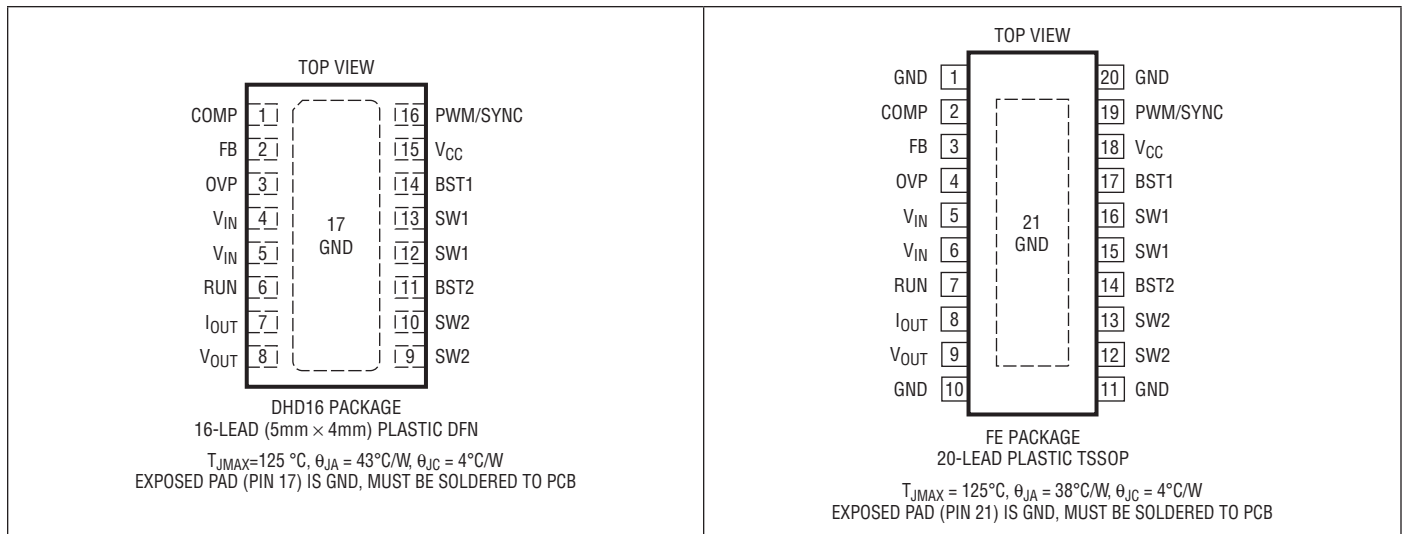 TOP VIEW
COMP 1 16 PWM/SYNC
FB 2 15 VCC
OVP 3 14 BST1
VIN 4 13 SW1
VIN 5 12 SW1
RUN 6 11 BST2
IOUT 7 10 SW2
VOUT 8 9 SW2
17
GND
DHD16 PACKAGE
16-LEAD (5mm × 4mm) PLASTIC DFN
TJMAX=125 °C, θJA = 43°C/W, θJC = 4°C/W
EXPOSED PAD (PIN 17) IS GND, MUST BE SOLDERED TO PCB
TOP VIEW
GND 1 20 GND
COMP 2 19 PWM/SYNC
FB 3 18 VCC
OVP 4 17 BST1
VIN 5 16 SW1
VIN 6 15 SW1
RUN 7 14 BST2
IOUT 8 13 SW2
VOUT 9 12 SW2
GND 10 11 GND
21
GND
FE PACKAGE
20-LEAD PLASTIC TSSOP
TJMAX = 125°C, θJA = 38°C/W, θJC = 4°C/W
EXPOSED PAD (PIN 21) IS GND, MUST BE SOLDERED TO PCB